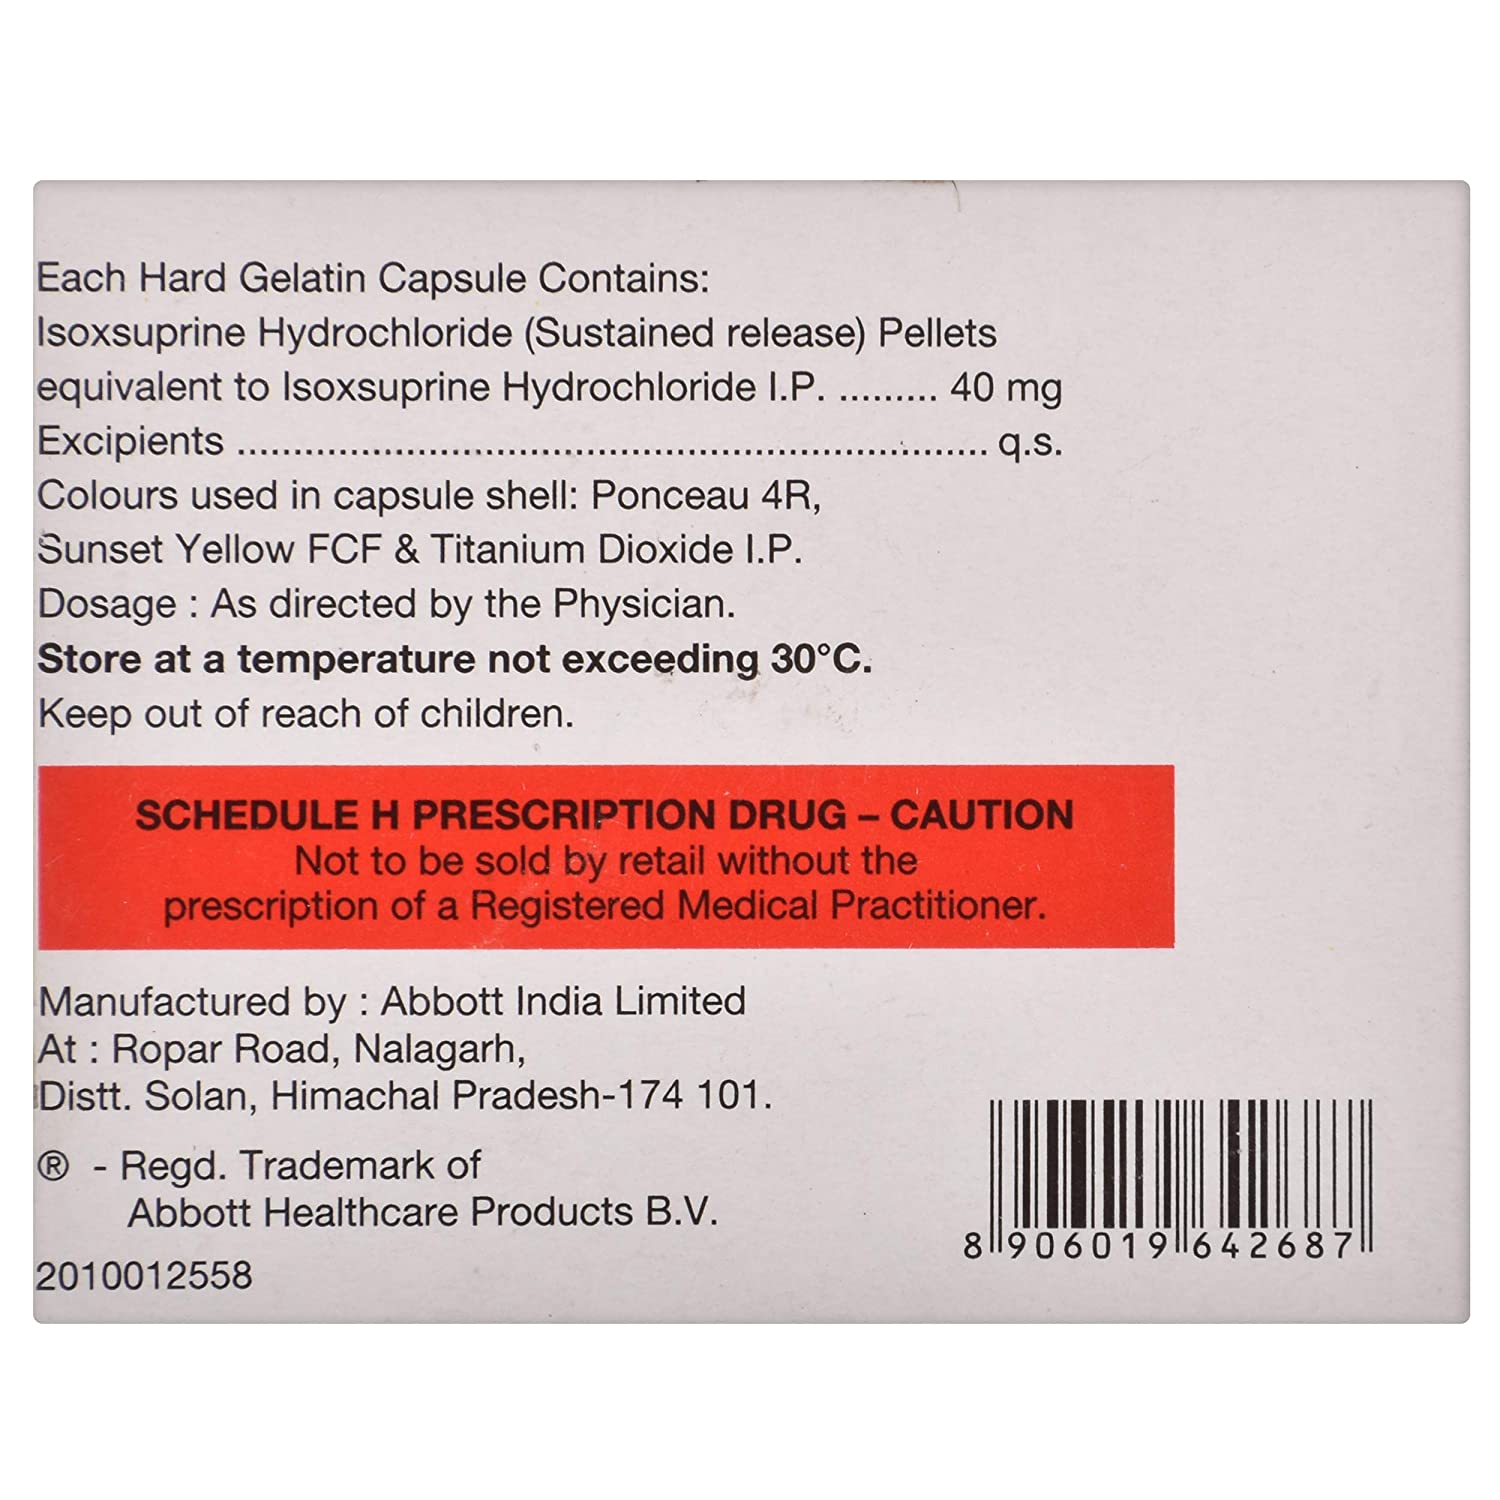 Each Hard Gelatin Capsule Contains:
Isoxsuprine Hydrochloride (Sustained release) Pellets
equivalent to Isoxsuprine Hydrochloride I.P. ......... 40 mg
Excipients .................................................................. q.s.
Colours used in capsule shell: Ponceau 4R,
Sunset Yellow FCF & Titanium Dioxide I.P.
Dosage : As directed by the Physician.
Store at a temperature not exceeding 30°C.
Keep out of reach of children.
SCHEDULE H PRESCRIPTION DRUG – CAUTION
Not to be sold by retail without the
prescription of a Registered Medical Practitioner.
Manufactured by : Abbott India Limited
At : Ropar Road, Nalagarh,
Distt. Solan, Himachal Pradesh-174 101.
® - Regd. Trademark of
Abbott Healthcare Products B.V.
2010012558
8 906019 642687